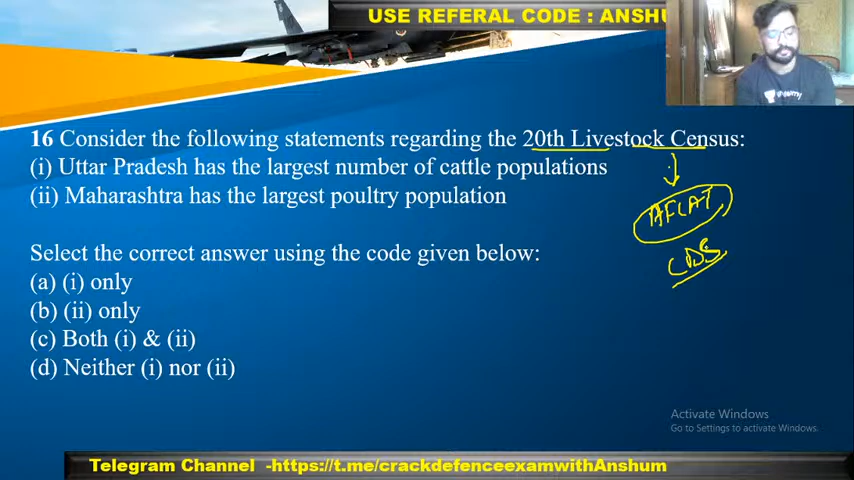 USE REFERAL CODE : ANSHU
16 Consider the following statements regarding the 20th Livestock Census:
(i) Uttar Pradesh has the largest number of cattle populations
(ii) Maharashtra has the largest poultry population
AFCAT
CDS
Select the correct answer using the code given below:
(a) (i) only
(b) (ii) only
(c) Both (i) & (ii)
(d) Neither (i) nor (ii)
Activate Windows
Go to Settings to activate Windows.
Telegram Channel -https://t.me/crackdefenceexamwithAnshum